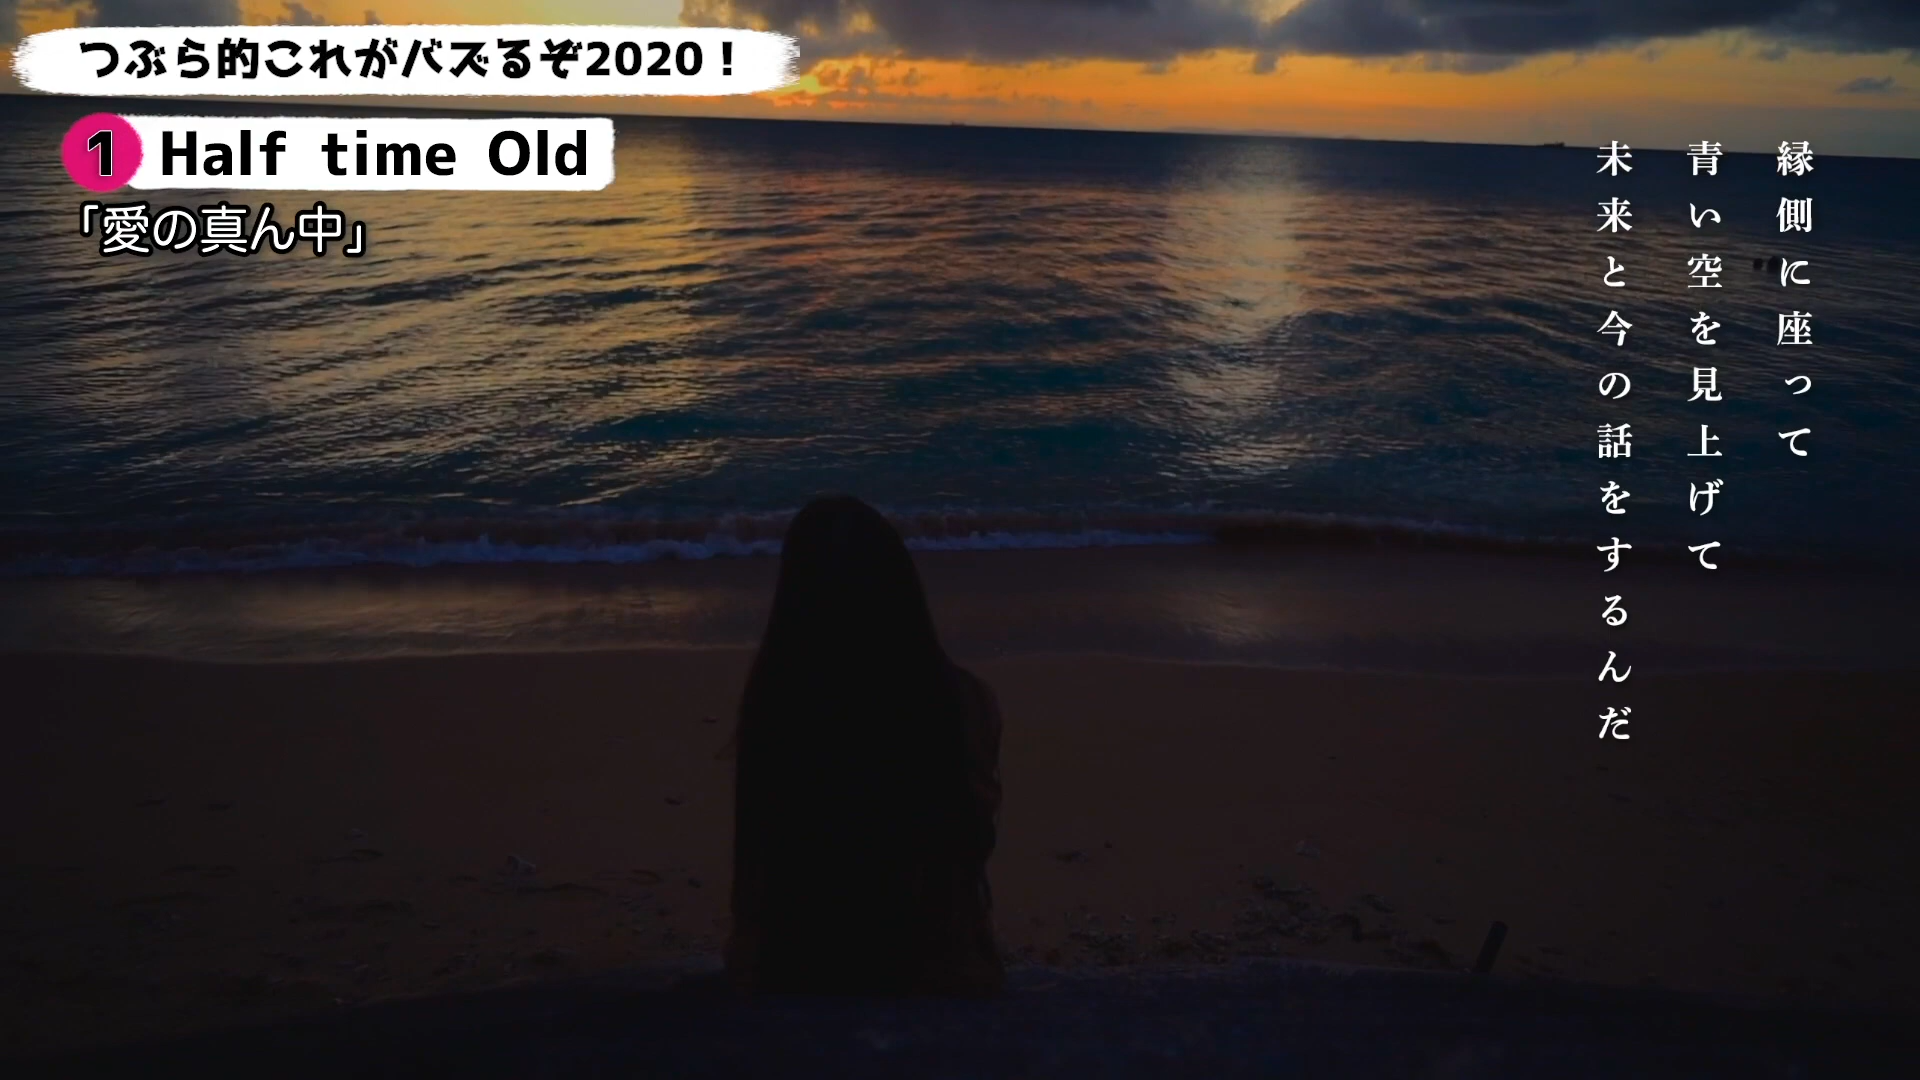 つぶら的これがバズるぞ2020！
1 Half time Old
「愛の真ん中」
縁側に座って
青い空を見上げて
未来と今の話をするんだ